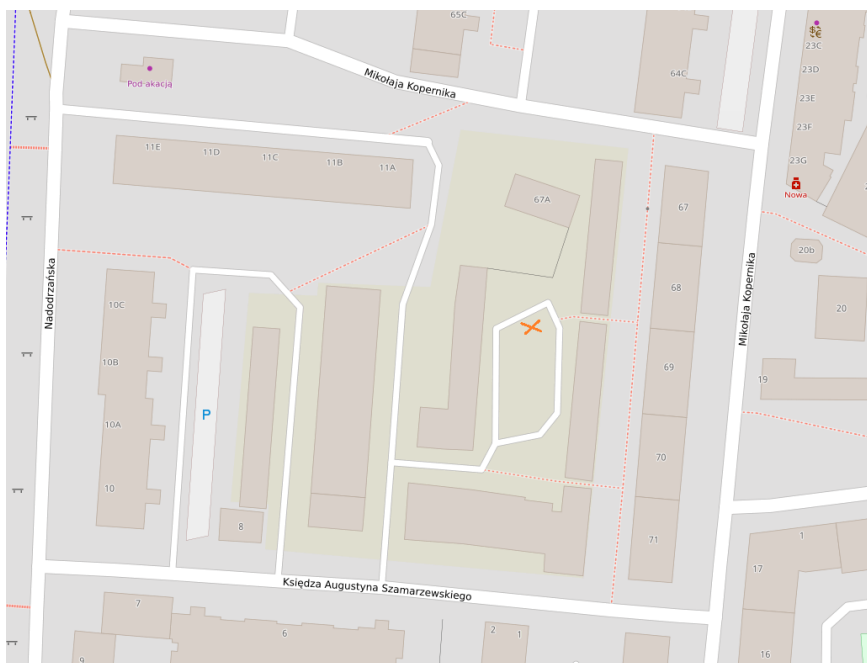 65C
23C
64C
23D
Mikołaja Kopernika
Pod akacją
23E
23F
11E
11D
11C
11B
11A
23G
Nowa
67A
67
20b
68
Nadodrzańska
Mikołaja Kopernika
10C
20
10B
69
19
P
10A
70
10
8
71
1
17
Księdza Augustyna Szamarzewskiego
7
6
2
1
16
9